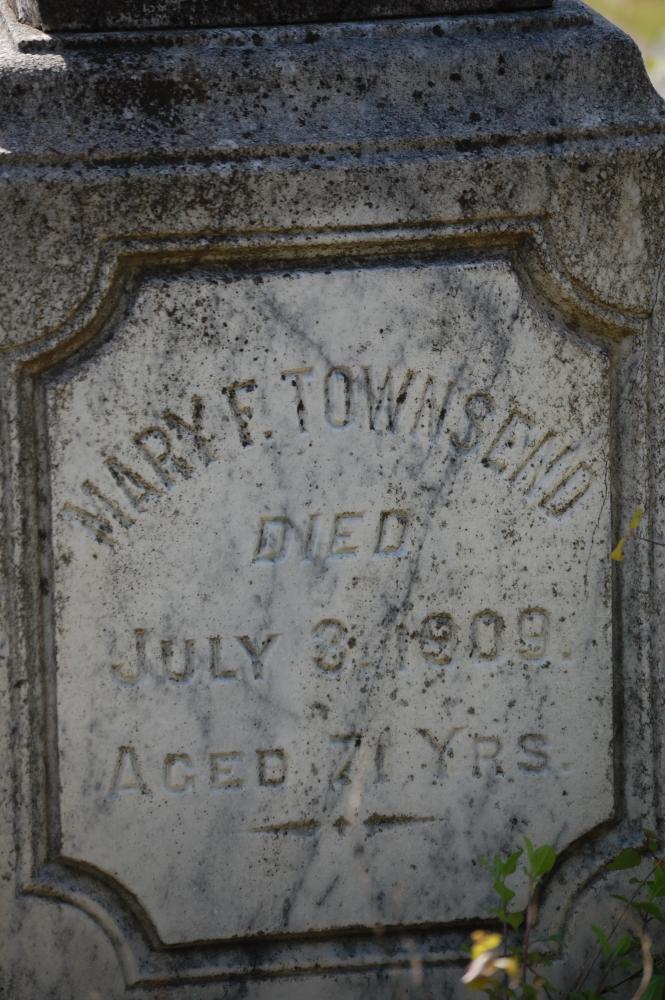 MARY F. TOWNSEND
DIED
JULY 3, 1909.
AGED 71 YRS.